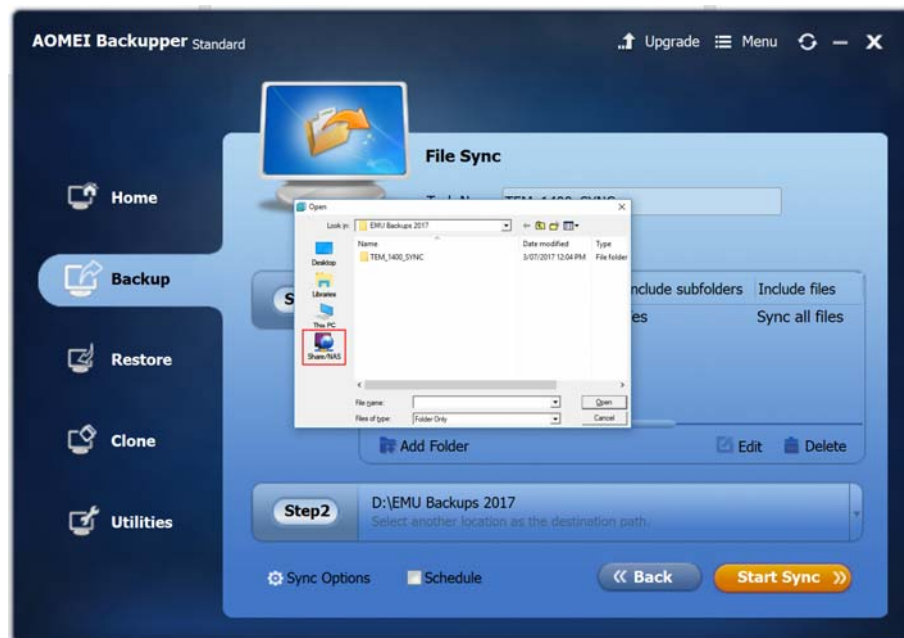 AOMEI Backupper Standard
Upgrade
Menu
File Sync
Home
Open
Look in:
EMU Backups 2017
Name
Date modified
Type
Desktop
TEM_1400_SYNC
3/07/2017 12:04 PM
File folder
Backup
Libraries
Include files
Sync all files
This PC
Share/NAS
Restore
File name:
Open
Files of type:
Folder Only
Cancel
Clone
Add Folder
Edit
Delete
Step2
D:\EMU Backups 2017
Select another location as the destination path.
Utilities
Sync Options
Schedule
Back
Start Sync